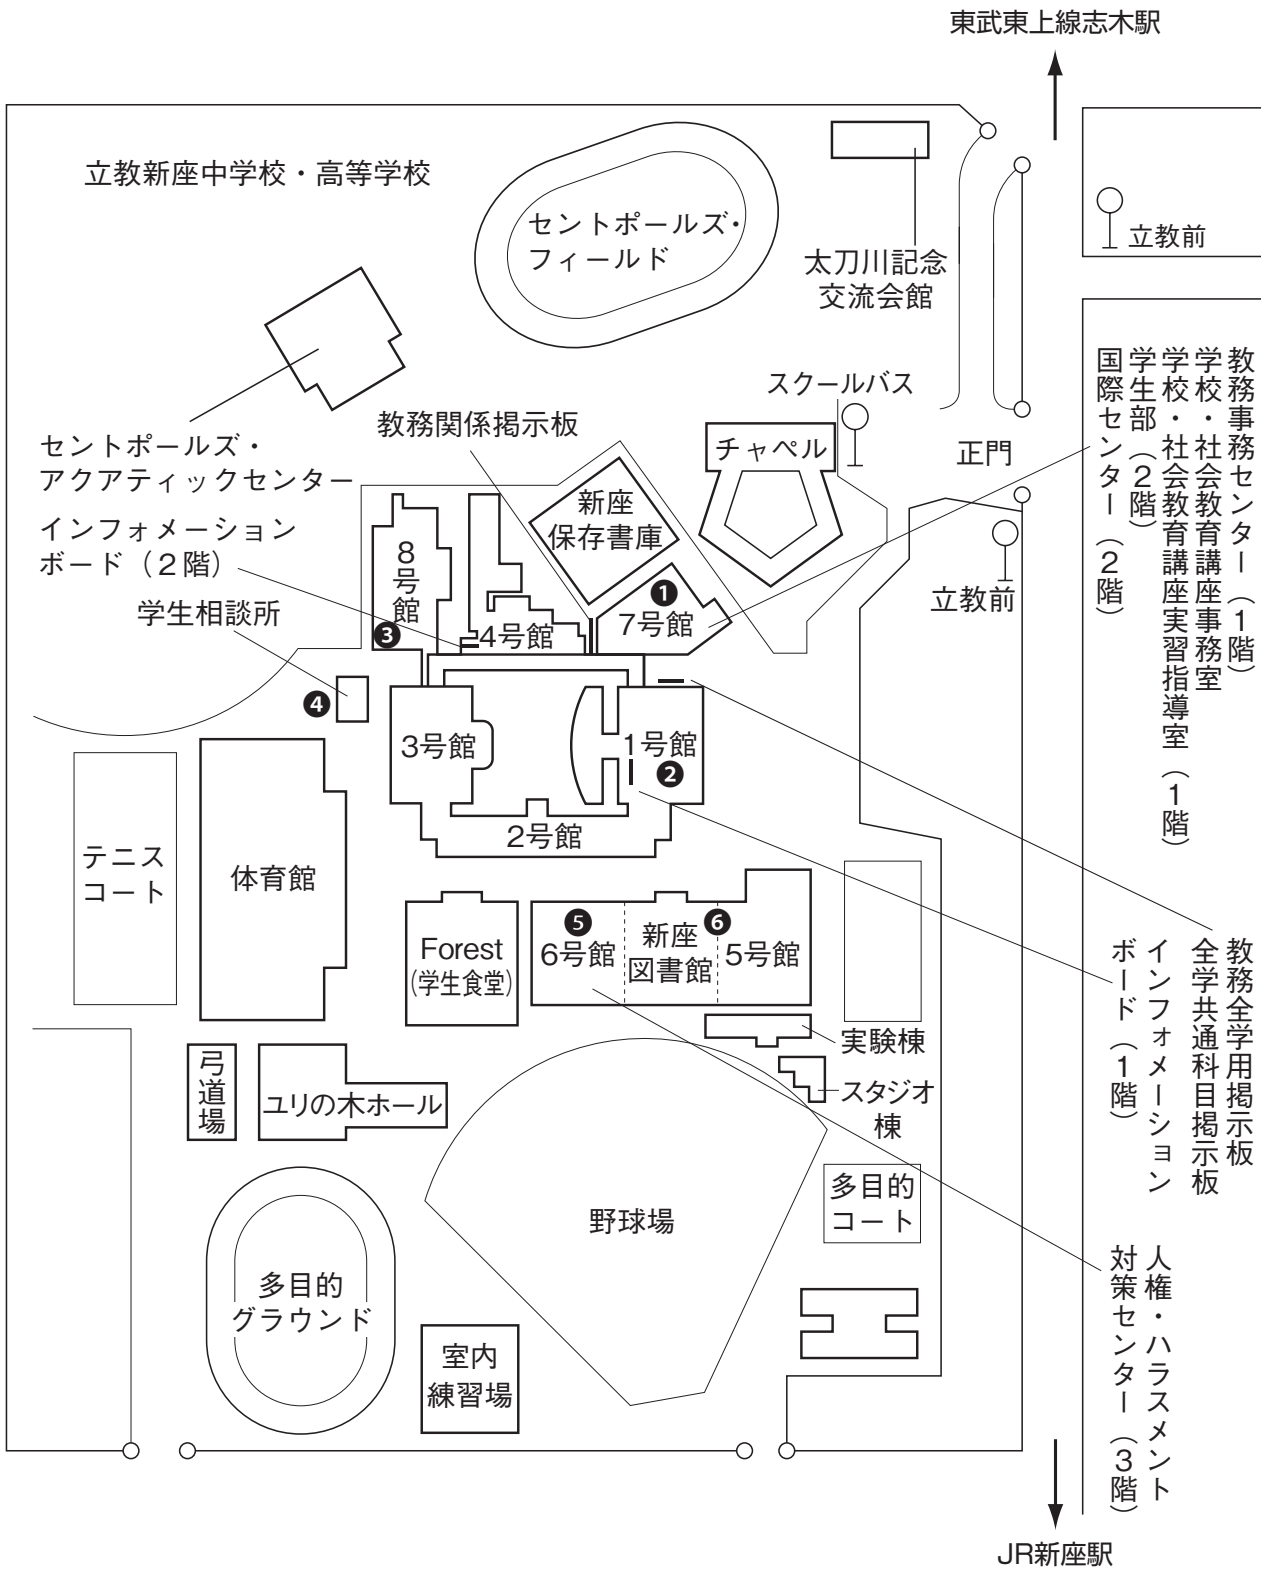 東武東上線志木駅
立教新座中学校・高等学校
セントポールズ・
フィールド
太刀川記念
交流会館
立教前
スクールバス
教務関係掲示板
チャペル
正門
セントポールズ・
アクアティックセンター
インフォメーション
ボード（２階）
学生相談所
新座
保存書庫
8号館
❸
4号館
❶
7号館
立教前
教務事務センター（1階）
学校・社会教育講座事務室
学校・社会教育講座実習指導室（1階）
学生部（2階）
国際センター（2階）
❹
3号館
1号館
❷
2号館
テニス
コート
体育館
Forest
(学生食堂)
❺
6号館
新座
図書館
❻
5号館
教務全学用掲示板
全学共通科目掲示板
インフォメーション
ボード（1階）
実験棟
スタジオ
棟
弓道場
ユリの木ホール
多目的
コート
野球場
多目的
グラウンド
室内
練習場
人権・ハラスメント
対策センター（3階）
JR新座駅